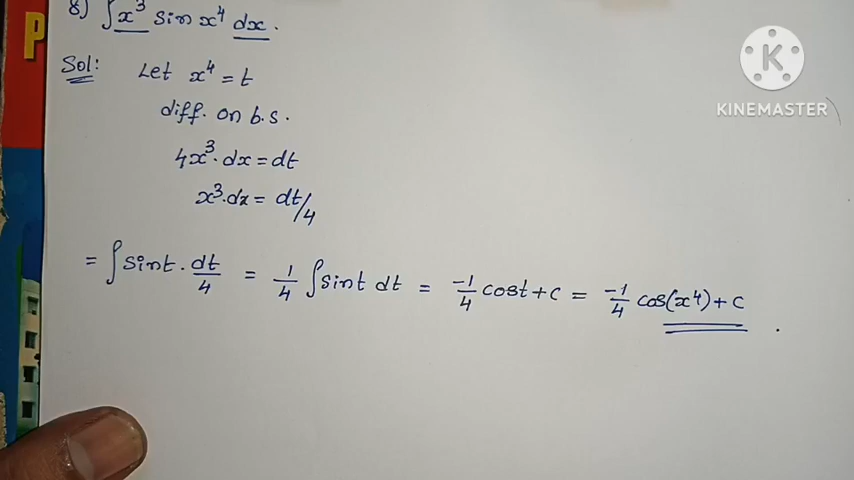 8) ∫x³ sin x⁴ dx.
Sol: Let x⁴ = t
diff. on b.s.
4x³·dx = dt
x³·dx = dt/4
= ∫sint · dt/4 = 1/4 ∫sint dt = -1/4 cost + c = -1/4 cos(x⁴) + c .
K
KINEMASTER
P